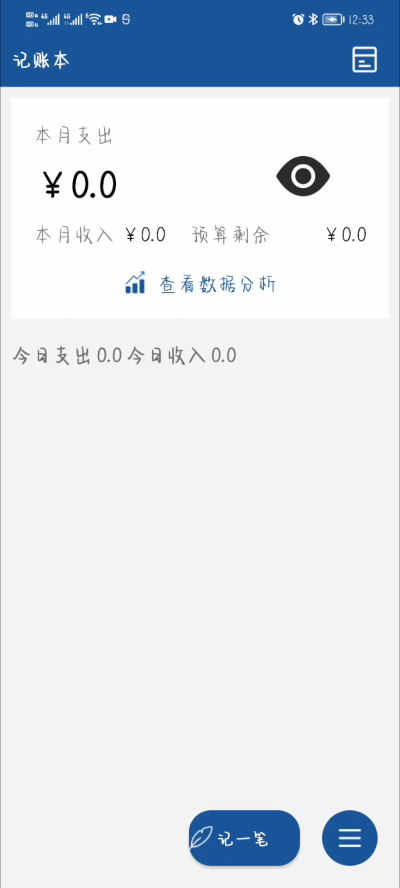 12:33
记账本
本月支出
￥0.0
本月收入 ￥0.0 预算剩余 ￥0.0
查看数据分析
今日支出 0.0 今日收入 0.0
记一笔